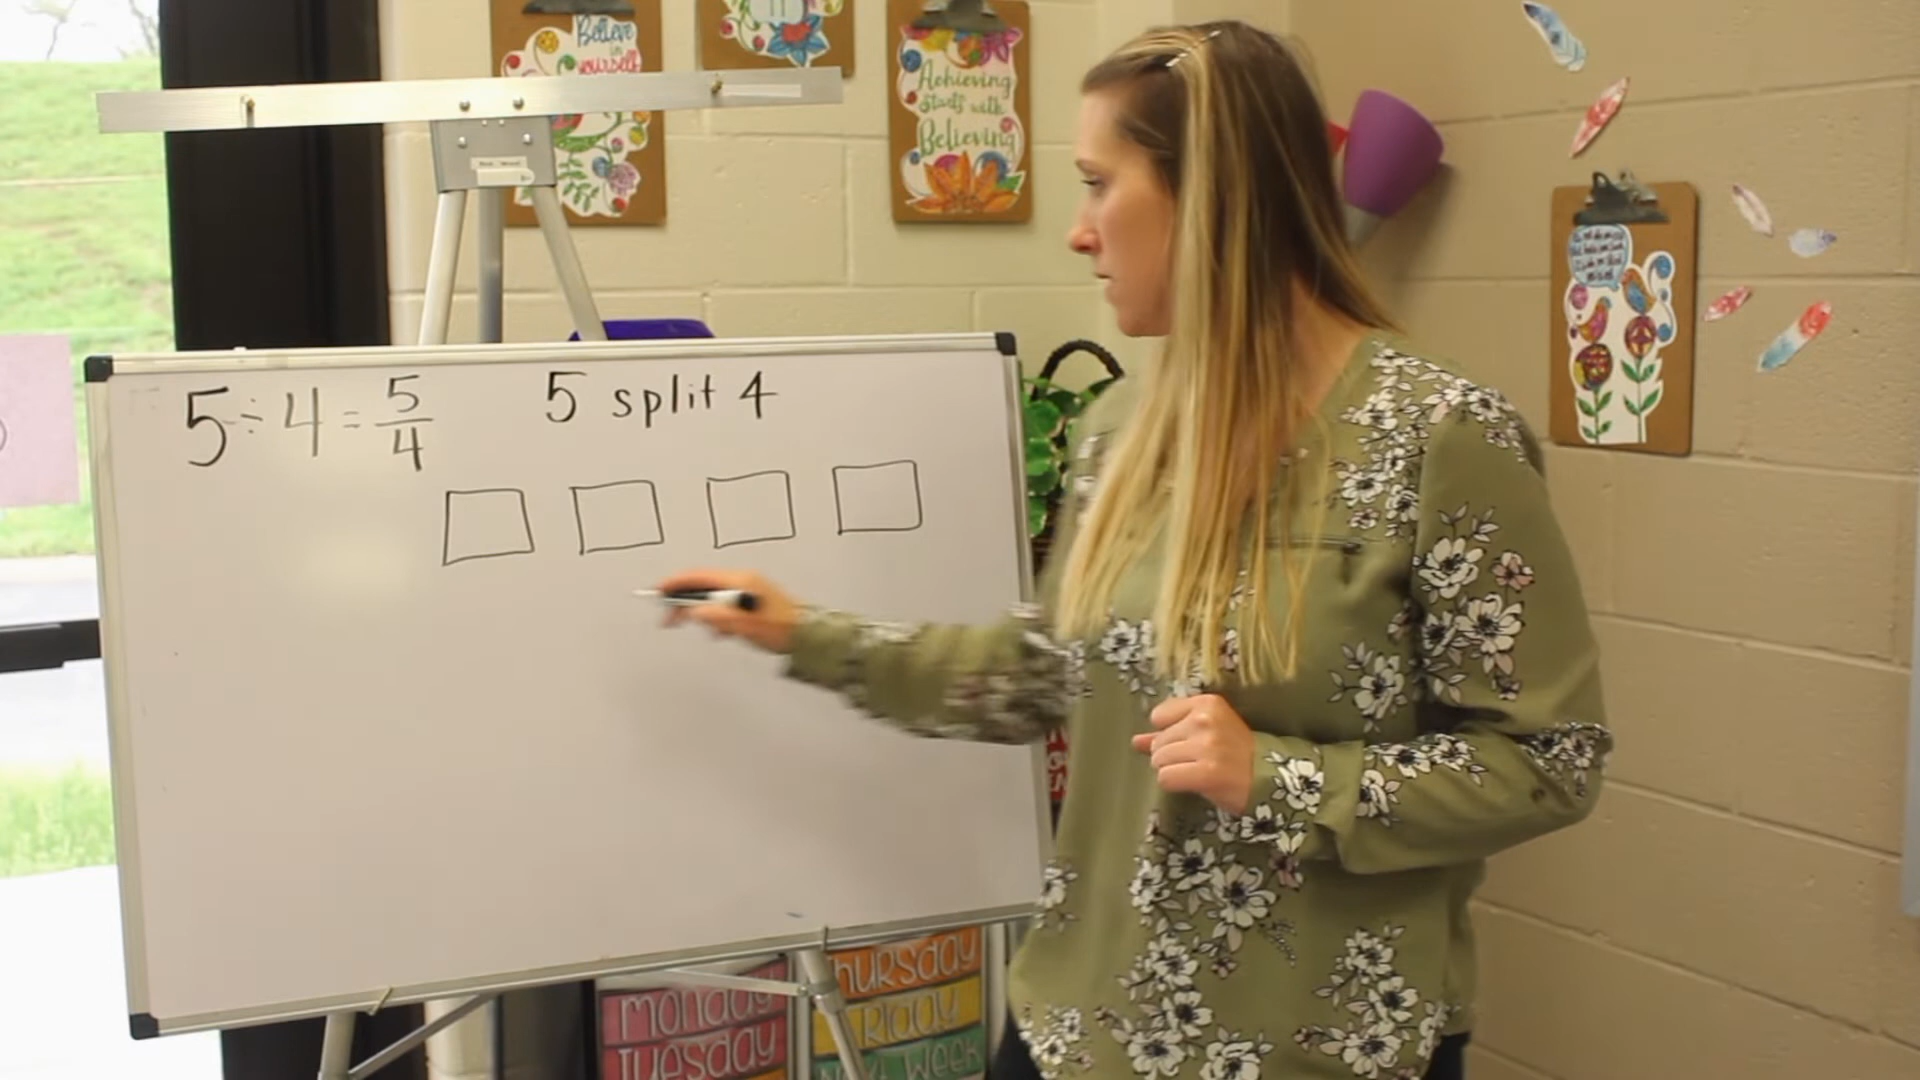 Believe
in
yourself
Achieving
starts with
Believing
5 ÷ 4 = 5/4
5 split 4
Monday
Tuesday
Thursday
Friday
Next Week